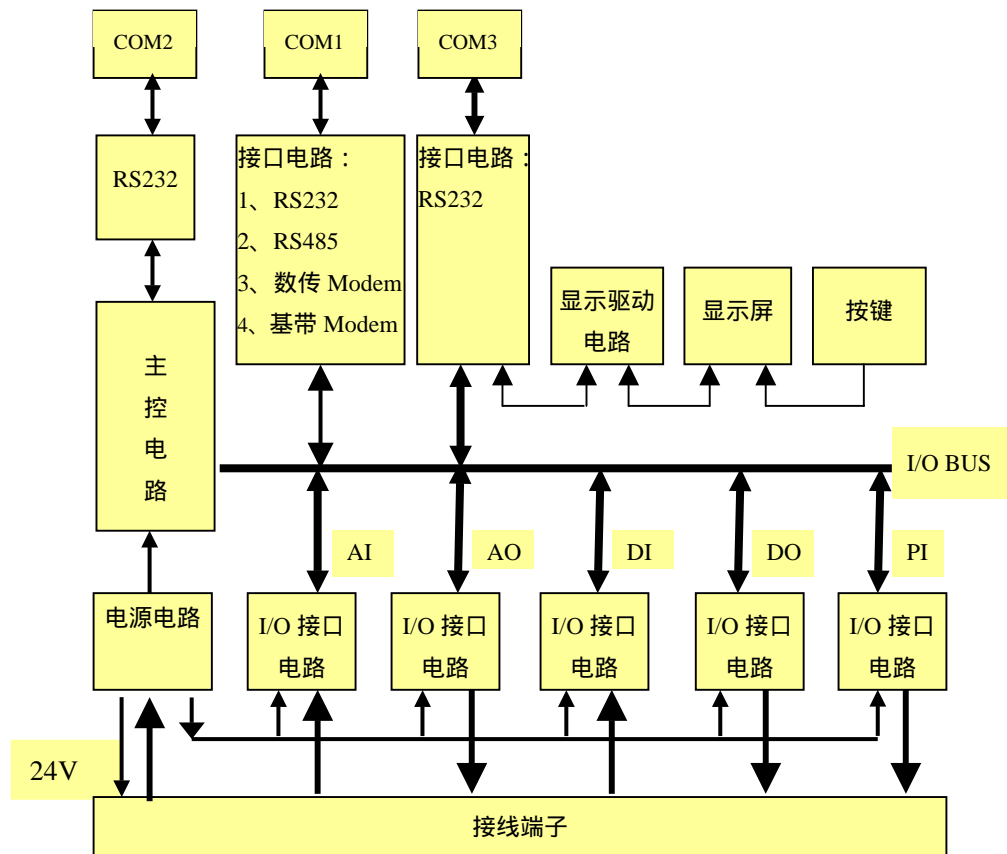 COM2
COM1
COM3
RS232
接口电路：
1、RS232
2、RS485
3、数传 Modem
4、基带 Modem
接口电路：
RS232
显示驱动
电路
显示屏
按键
主
控
电
路
I/O BUS
AI
AO
DI
DO
PI
电源电路
I/O 接口
电路
I/O 接口
电路
I/O 接口
电路
I/O 接口
电路
I/O 接口
电路
24V
接线端子